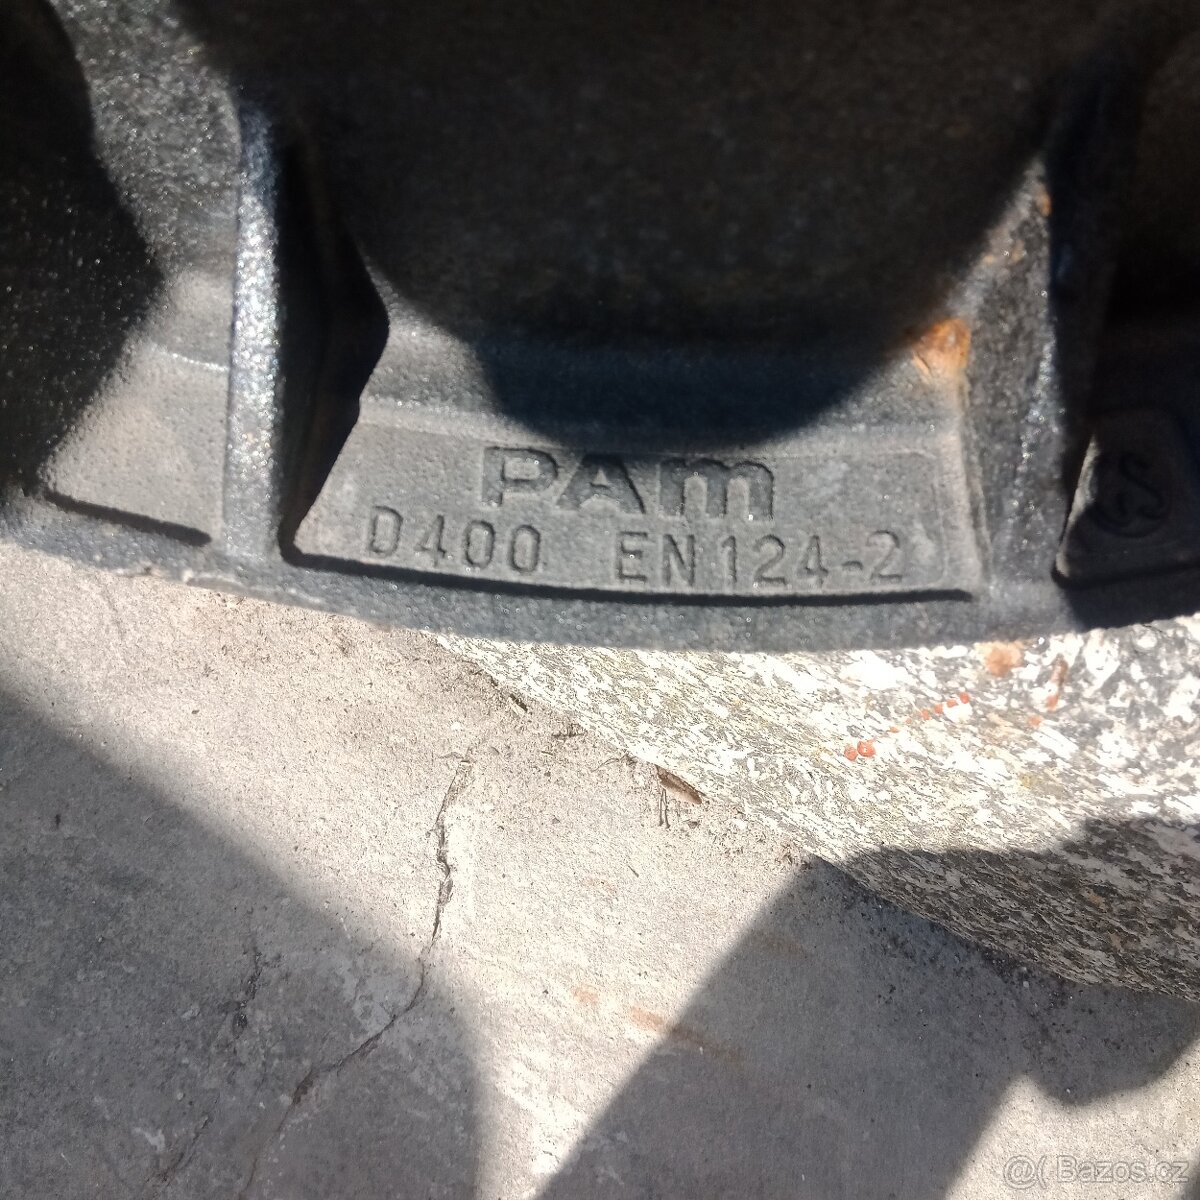 PAM
D400 EN124-2
@( Bazos.cz